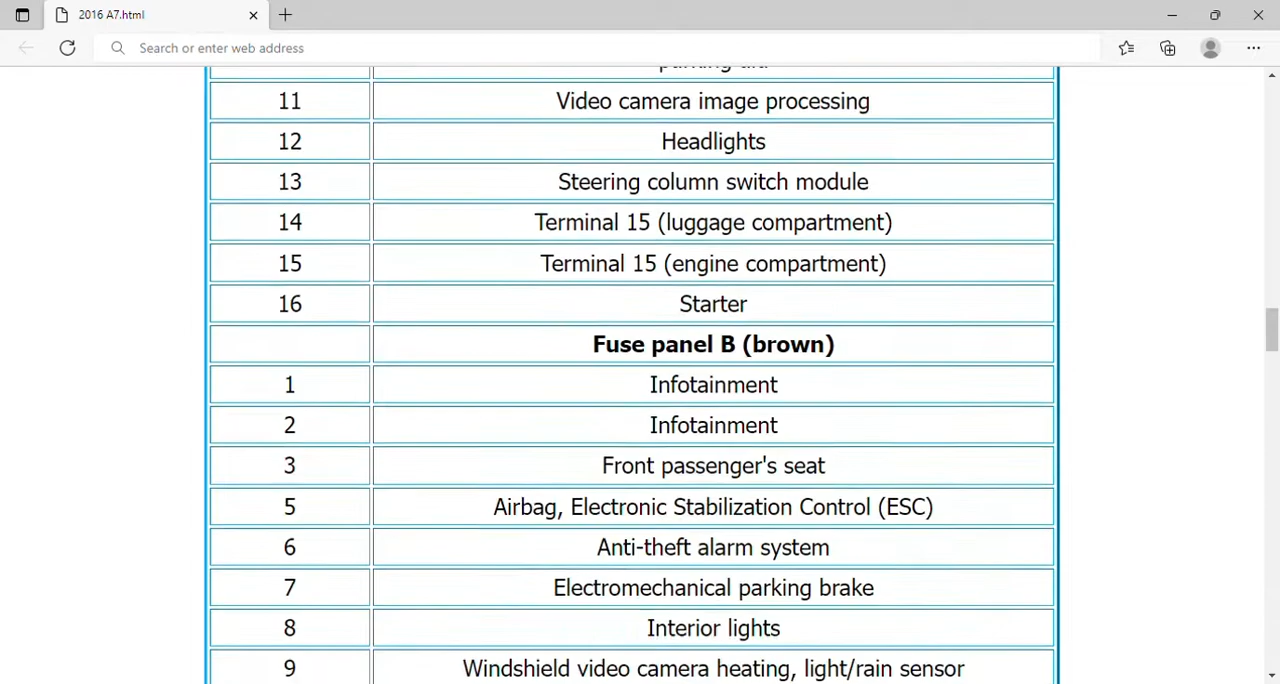 2016 A7.html
Search or enter web address
11 Video camera image processing
12 Headlights
13 Steering column switch module
14 Terminal 15 (luggage compartment)
15 Terminal 15 (engine compartment)
16 Starter
Fuse panel B (brown)
1 Infotainment
2 Infotainment
3 Front passenger's seat
5 Airbag, Electronic Stabilization Control (ESC)
6 Anti-theft alarm system
7 Electromechanical parking brake
8 Interior lights
9 Windshield video camera heating, light/rain sensor